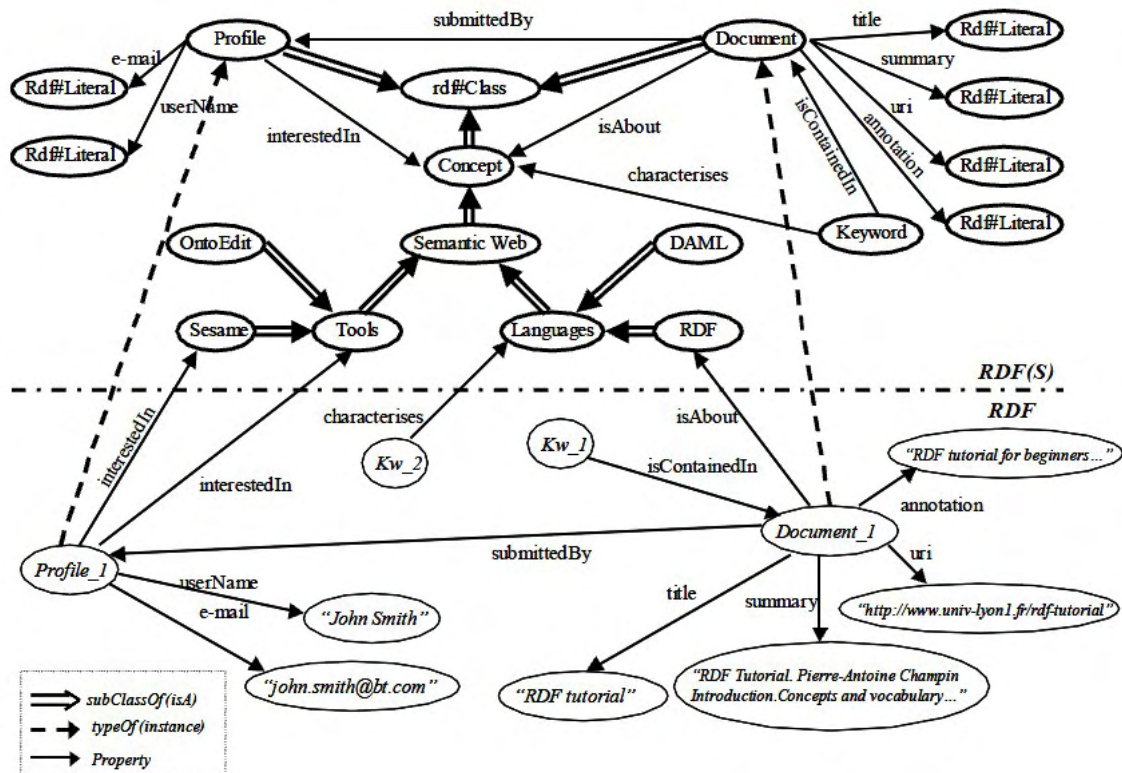 submittedBy
title
Profile
Document
Rdf#Literal
e-mail
summary
Rdf#Literal
rdf#Class
Rdf#Literal
userName
uri
isContainedIn
annotation
interestedIn
isAbout
Rdf#Literal
Concept
Rdf#Literal
characterises
Rdf#Literal
Keyword
OntoEdit
Semantic Web
DAML
Sesame
Tools
Languages
RDF
RDF(S)
RDF
characterises
isAbout
interestedIn
Kw_1
"RDF tutorial for beginners…"
Kw_2
isContainedIn
interestedIn
annotation
Document_1
submittedBy
uri
Profile_1
userName
title
summary
e-mail
"John Smith"
"http://www.univ-lyon1.fr/rdf-tutorial"
"john.smith@bt.com"
"RDF tutorial"
"RDF Tutorial. Pierre-Antoine Champin
Introduction.Concepts and vocabulary…"
subClassOf(isA)
typeOf(instance)
Property